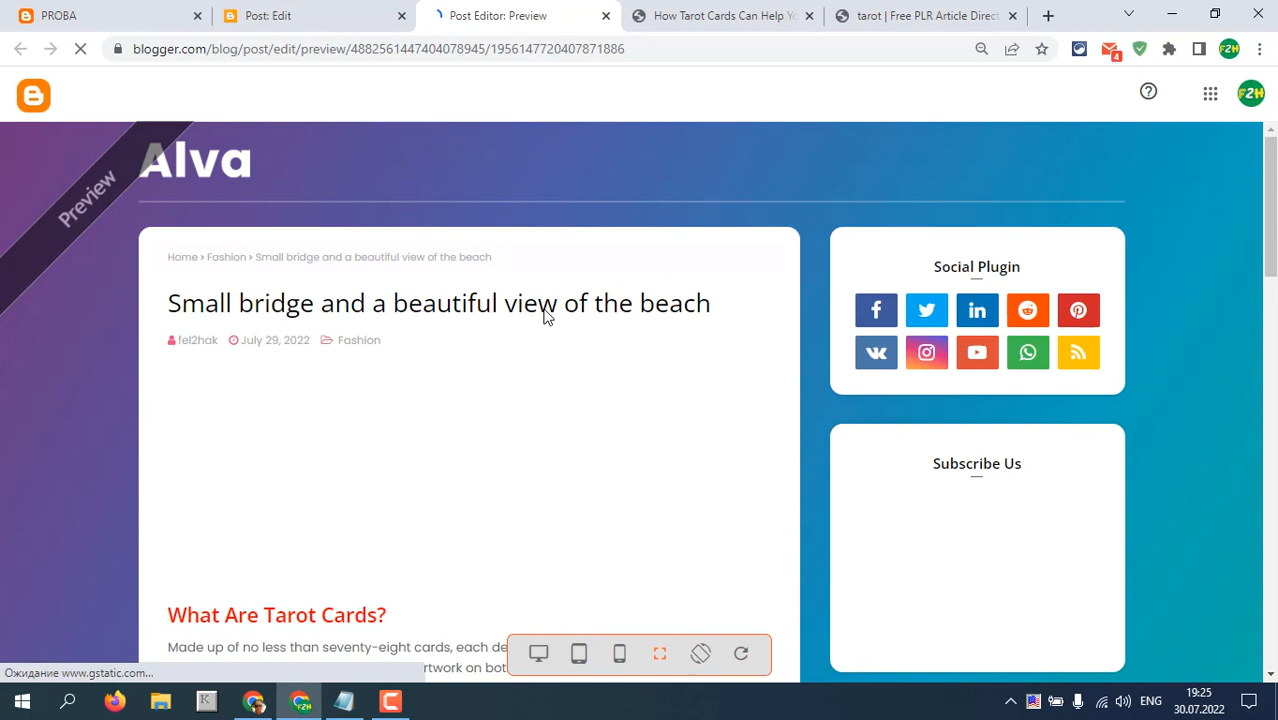 PROBA
Post: Edit
Post Editor: Preview
How Tarot Cards Can Help Yo
tarot | Free PLR Article Direct
blogger.com/blog/post/edit/preview/4882561447404078945/1956147720407871886
4
F2H
F2H
Preview
Alva
Home › Fashion › Small bridge and a beautiful view of the beach
Small bridge and a beautiful view of the beach
fel2hak July 29, 2022 Fashion
Social Plugin
Subscribe Us
What Are Tarot Cards?
Made up of no less than seventy-eight cards, each de
rtwork on bot
Ожидание www.gstatic.com...
ENG
19:25
30.07.2022